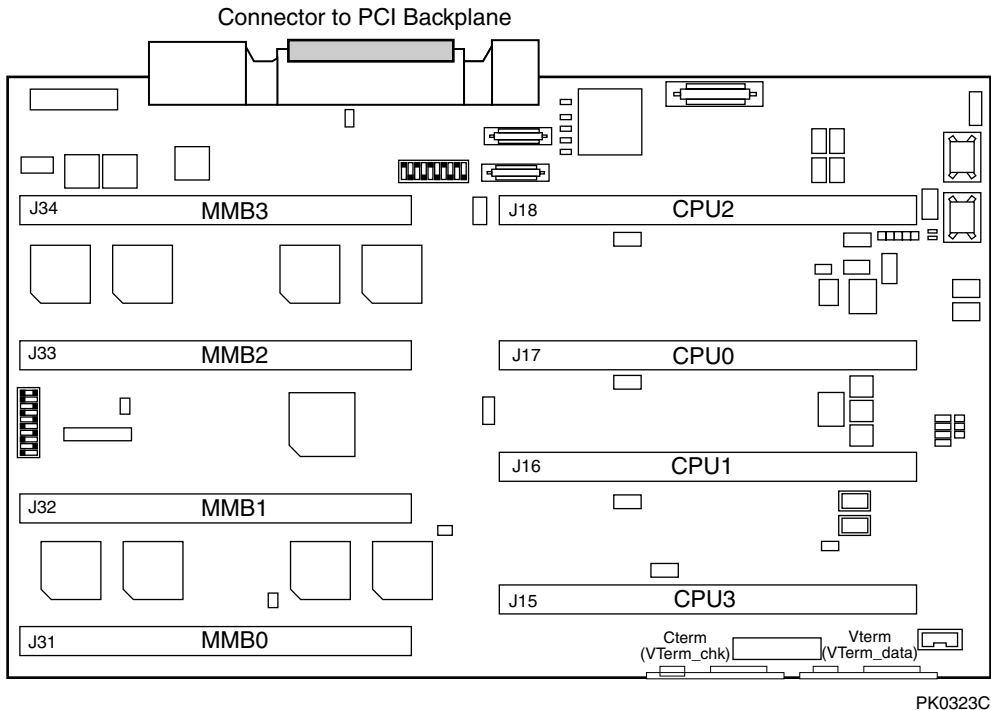 Connector to PCI Backplane
J34 MMB3
J18 CPU2
J33 MMB2
J17 CPU0
J16 CPU1
J32 MMB1
J15 CPU3
J31 MMB0
Cterm
(VTerm_chk)
Vterm
(VTerm_data)
PK0323C